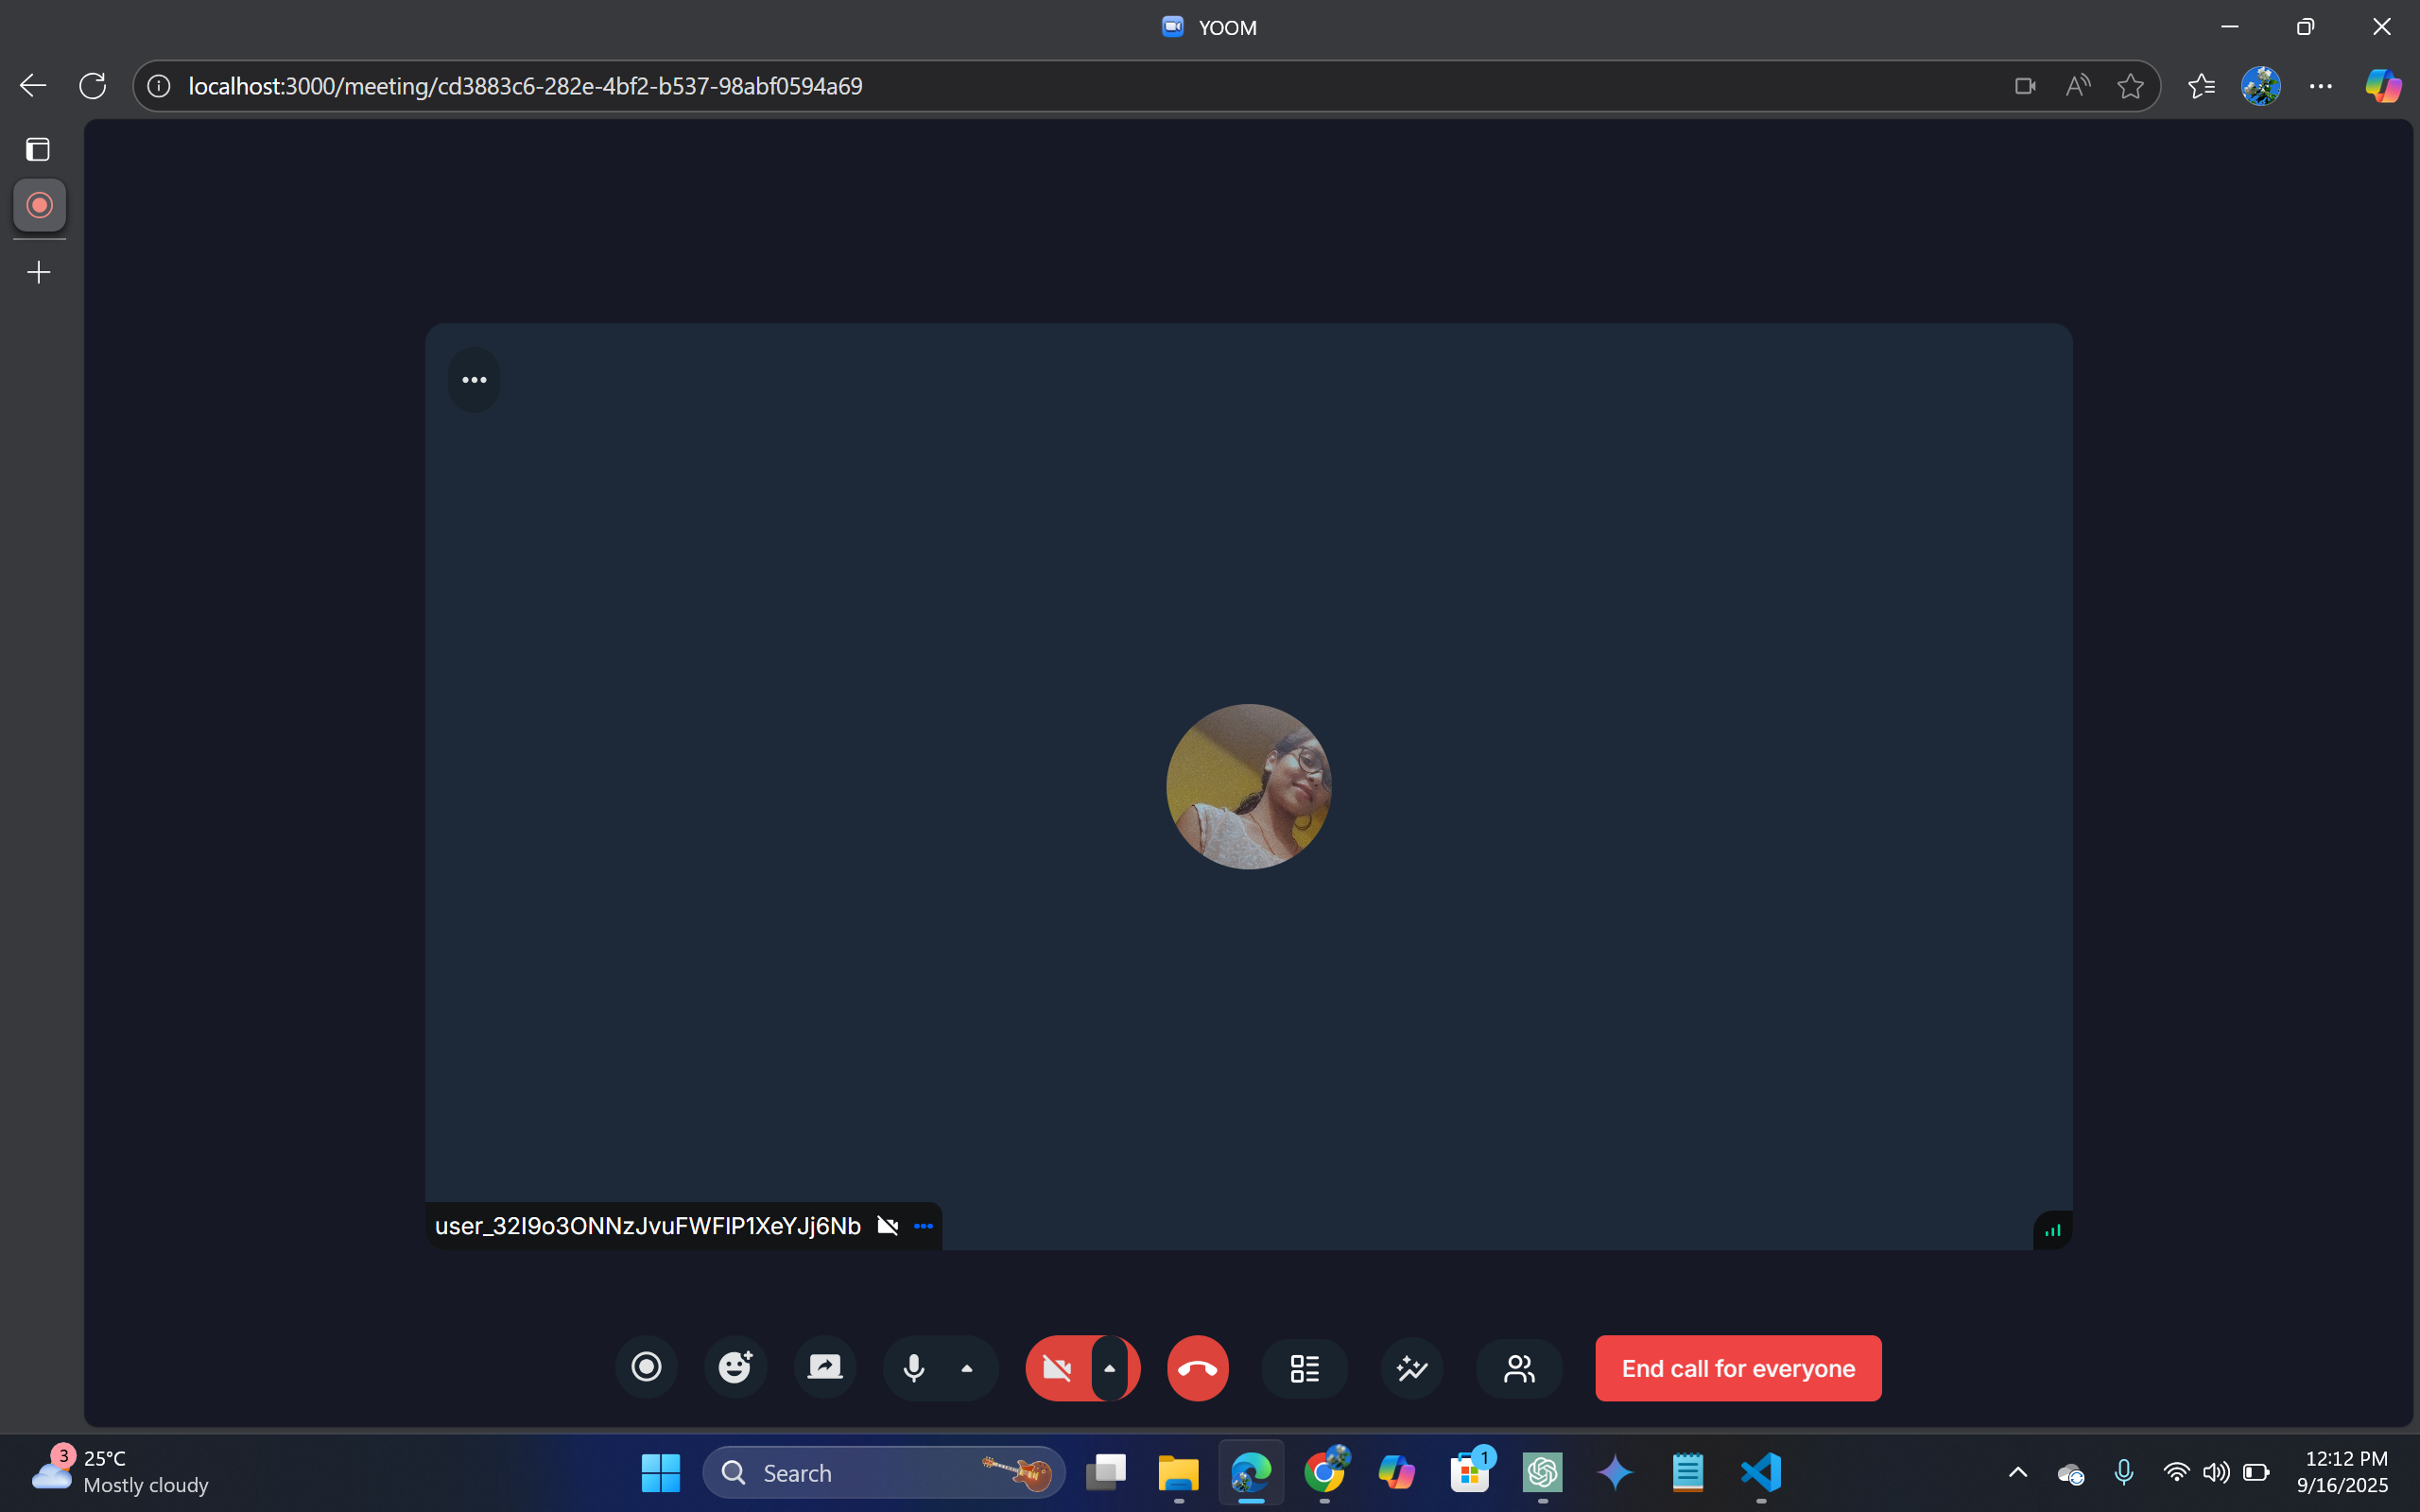 YOOM
localhost:3000/meeting/cd3883c6-282e-4bf2-b537-98abf0594a69
user_32I9o3ONNzJvuFWFIP1XeYJj6Nb
End call for everyone
3
25°C
Mostly cloudy
Search
1
12:12 PM
9/16/2025